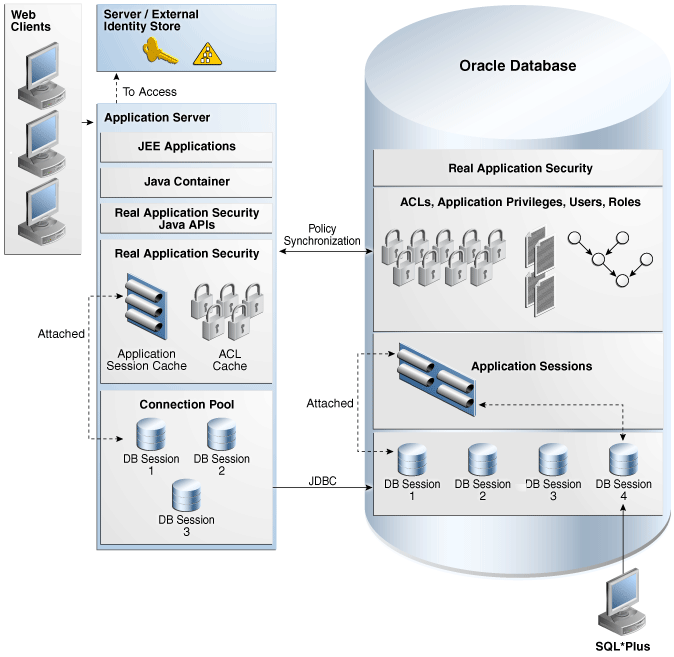 Web
Clients
Server / External
Identity Store
To Access
Application Server
JEE Applications
Java Container
Real Application Security
Java APIs
Real Application Security
Application
Session Cache
ACL
Cache
Attached
Connection Pool
DB Session
1
DB Session
2
DB Session
3
Policy
Synchronization
JDBC
Oracle Database
Real Application Security
ACLs, Application Privileges, Users, Roles
Application Sessions
Attached
DB Session
1
DB Session
2
DB Session
3
DB Session
4
SQL*Plus